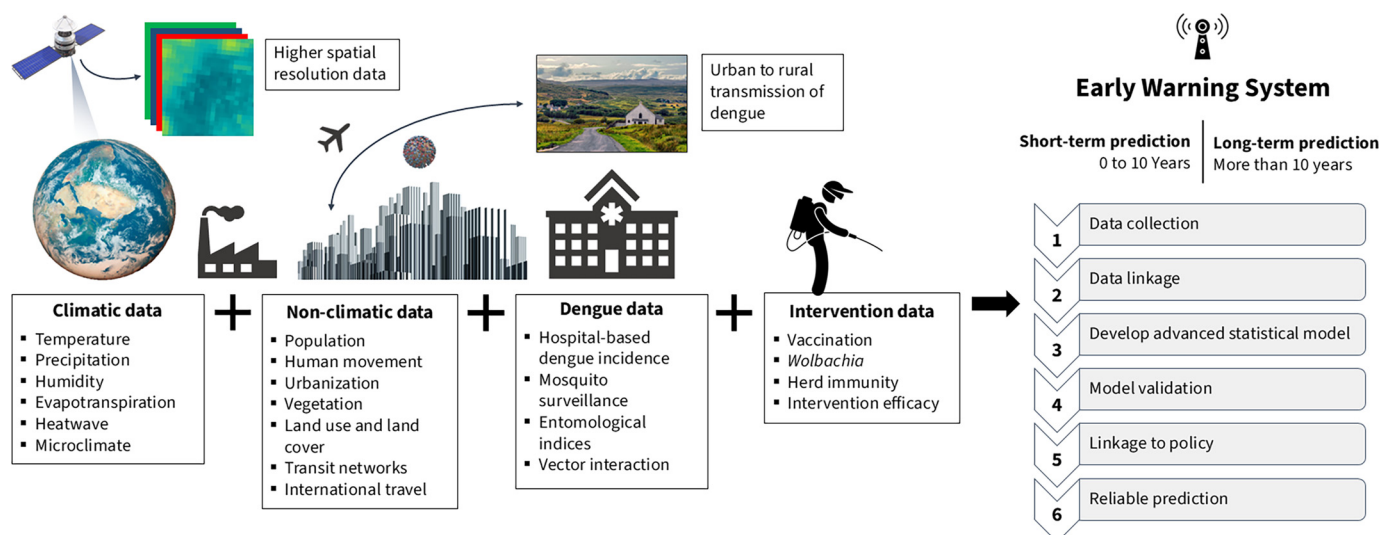 Higher spatial
resolution data
Urban to rural
transmission of
dengue
Climatic data
▪ Temperature
▪ Precipitation
▪ Humidity
▪ Evapotranspiration
▪ Heatwave
▪ Microclimate
+
Non-climatic data
▪ Population
▪ Human movement
▪ Urbanization
▪ Vegetation
▪ Land use and land
cover
▪ Transit networks
▪ International travel
+
Dengue data
▪ Hospital-based
dengue incidence
▪ Mosquito
surveillance
▪ Entomological
indices
▪ Vector interaction
+
Intervention data
▪ Vaccination
▪ Wolbachia
▪ Herd immunity
▪ Intervention efficacy
Early Warning System
Short-term prediction
0 to 10 Years
Long-term prediction
More than 10 years
1 Data collection
2 Data linkage
3 Develop advanced statistical model
4 Model validation
5 Linkage to policy
6 Reliable prediction